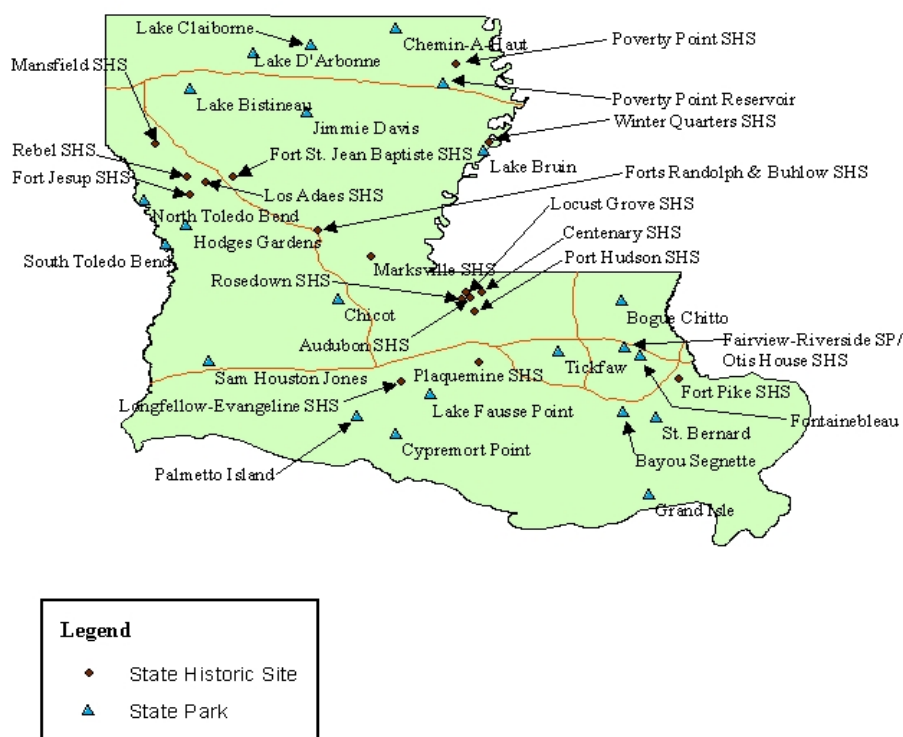 Lake Claiborne
Chemin-A-Haut
Poverty Point SHS
Lake D'Arbonne
Mansfield SHS
Lake Bistineau
Poverty Point Reservoir
Jimmie Davis
Winter Quarters SHS
Rebel SHS
Fort St. Jean Baptiste SHS
Lake Bruin
Fort Jesup SHS
Los Adaes SHS
Forts Randolph & Buhlow SHS
North Toledo Bend
Locust Grove SHS
Hodges Gardens
Centenary SHS
South Toledo Bend
Marksville SHS
Port Hudson SHS
Rosedown SHS
Chicot
Bogue Chitto
Audubon SHS
Fairview-Riverside SP/
Otis House SHS
Tickfaw
Sam Houston Jones
Plaquemine SHS
Fort Pike SHS
Longfellow-Evangeline SHS
Lake Fausse Point
Fontainebleau
St. Bernard
Cypremort Point
Bayou Segnette
Palmetto Island
Grand Isle
Legend
State Historic Site
State Park